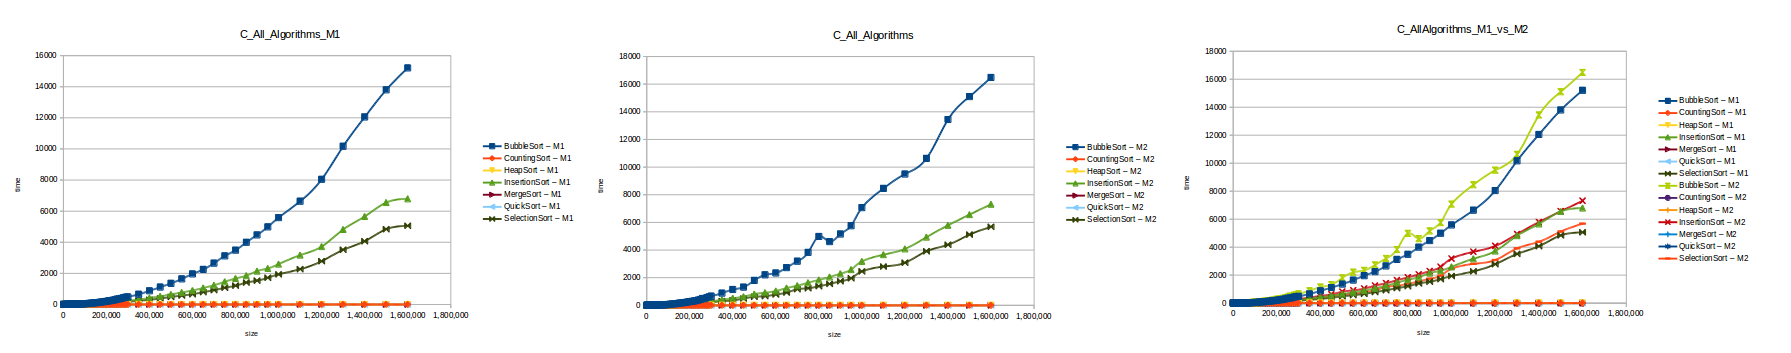 C_All_Algorithms_M1
16000
14000
12000
10000
8000
6000
4000
2000
0
0
200,000
400,000
600,000
800,000
1,000,000
1,200,000
1,400,000
1,600,000
1,800,000
time
size
BubbleSort – M1
CountingSort – M1
HeapSort – M1
InsertionSort – M1
MergeSort – M1
QuickSort – M1
SelectionSort – M1
C_All_Algorithms
18000
16000
14000
12000
10000
8000
6000
4000
2000
0
0
200,000
400,000
600,000
800,000
1,000,000
1,200,000
1,400,000
1,600,000
1,800,000
time
size
BubbleSort – M2
CountingSort – M2
HeapSort – M2
InsertionSort – M2
MergeSort – M2
QuickSort – M2
SelectionSort – M2
C_AllAlgorithms_M1_vs_M2
18000
16000
14000
12000
10000
8000
6000
4000
2000
0
0
200,000
400,000
600,000
800,000
1,000,000
1,200,000
1,400,000
1,600,000
1,800,000
time
size
BubbleSort – M1
CountingSort – M1
HeapSort – M1
InsertionSort – M1
MergeSort – M1
QuickSort – M1
SelectionSort – M1
BubbleSort – M2
CountingSort – M2
HeapSort – M2
InsertionSort – M2
MergeSort – M2
QuickSort – M2
SelectionSort – M2